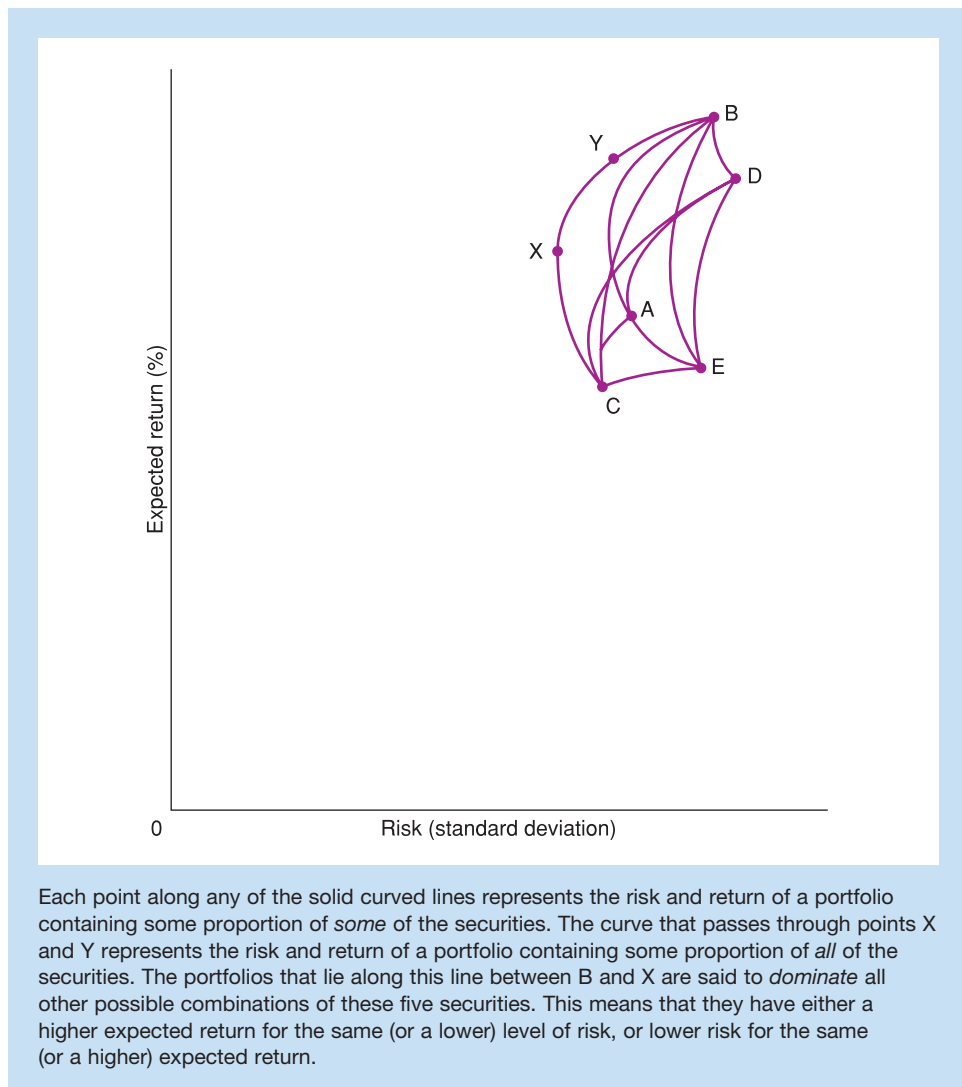 B
Y
D
X
A
E
C
Expected return (%)
0
Risk (standard deviation)
Each point along any of the solid curved lines represents the risk and return of a portfolio
containing some proportion of some of the securities. The curve that passes through points X
and Y represents the risk and return of a portfolio containing some proportion of all of the
securities. The portfolios that lie along this line between B and X are said to dominate all
other possible combinations of these five securities. This means that they have either a
higher expected return for the same (or a lower) level of risk, or lower risk for the same
(or a higher) expected return.